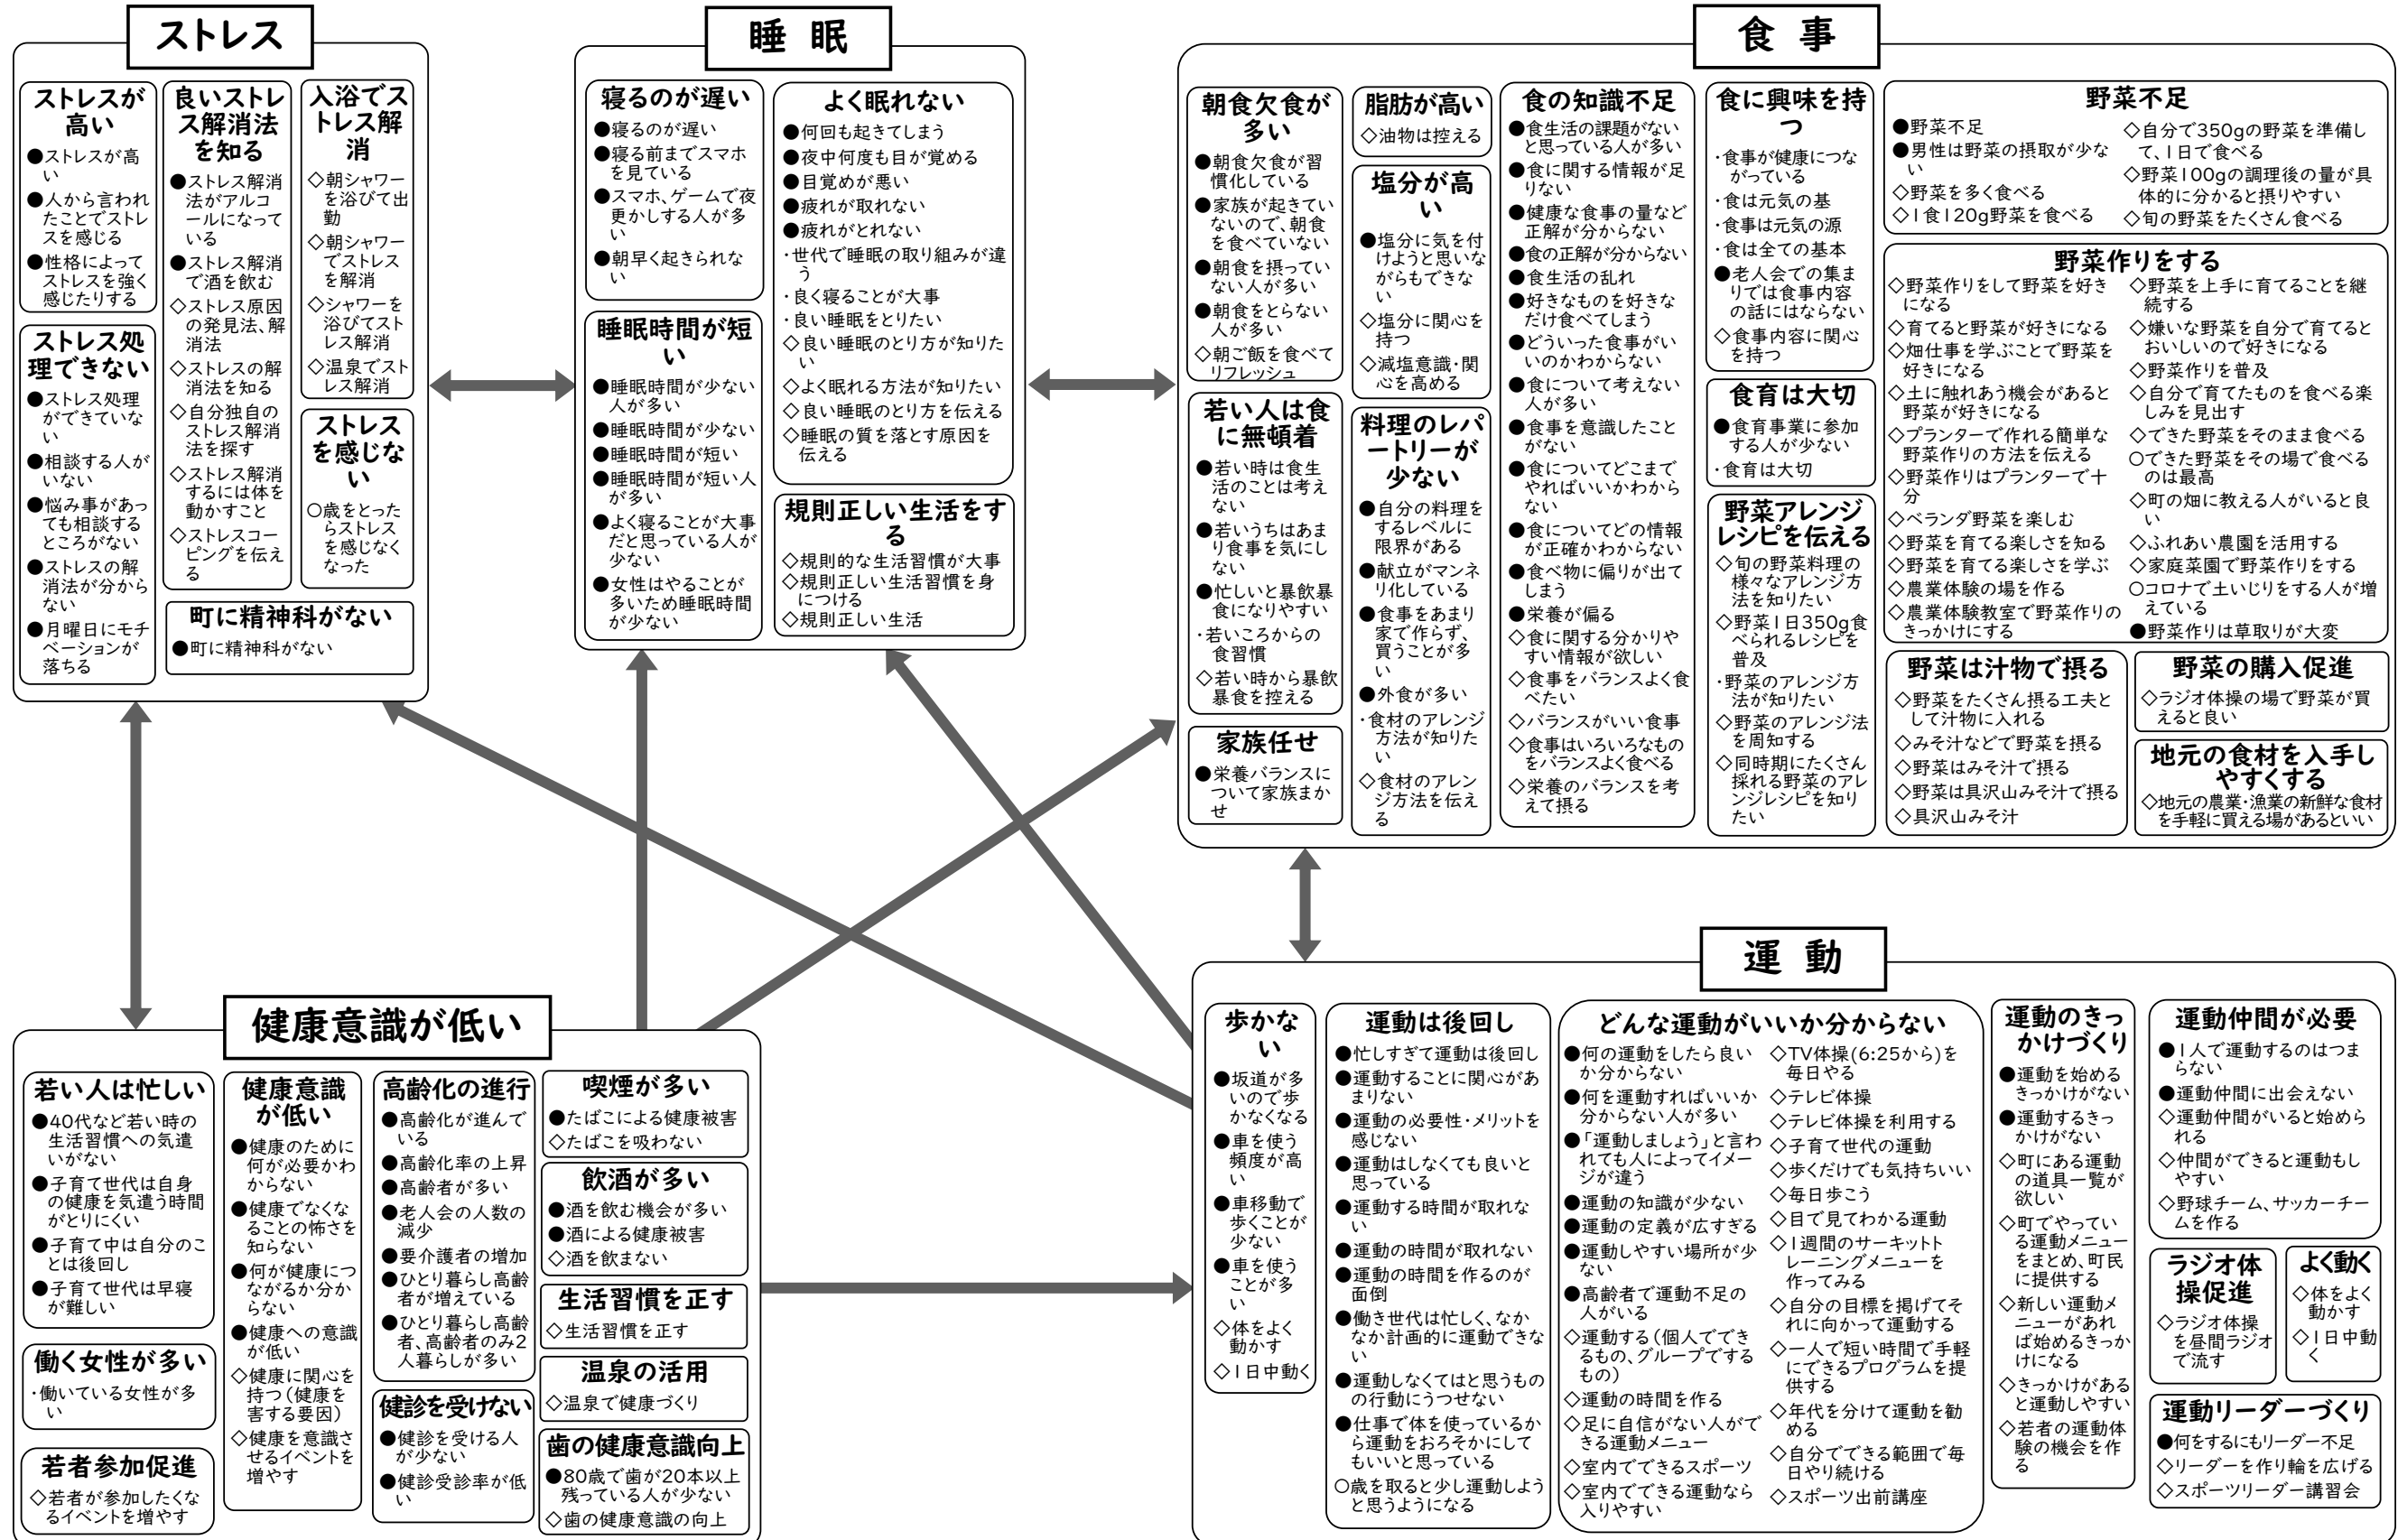 ストレス
ストレスが
高い
●ストレスが高
い
●人から言われ
たことでストレ
スを感じる
●性格によって
ストレスを強く
感じたりする
ストレス処
理できない
●ストレス処理
ができていな
い
●相談する人が
いない
●悩み事があっ
ても相談する
ところがない
●ストレスの解
消法が分から
ない
●月曜日にモチ
ベーションが
落ちる
良いストレ
ス解消法
を知る
●ストレス解消
法がアルコ
ールになって
いる
●ストレス解消
で酒を飲む
◇ストレス原因
の発見法、解
消法
◇ストレスの解
消法を知る
◇自分独自の
ストレス解消
法を探す
◇ストレス解消
するには体を
動かすこと
◇ストレスコー
ピングを伝え
る
入浴でス
トレス解
消
◇朝シャワー
を浴びて出
勤
◇朝シャワー
でストレス
を解消
◇シャワーを
浴びてスト
レス解消
◇温泉でスト
レス解消
ストレス
を感じな
い
○歳をとった
らストレス
を感じなく
なった
町に精神科がない
●町に精神科がない
睡 眠
寝るのが遅い
●寝るのが遅い
●寝る前までスマホ
を見ている
●スマホ、ゲームで夜
更かしする人が多
い
●朝早く起きられな
い
睡眠時間が短
い
●睡眠時間が少ない
人が多い
●睡眠時間が少ない
●睡眠時間が短い
●睡眠時間が短い人
が多い
●よく寝ることが大事
だと思っている人が
少ない
●女性はやることが
多いため睡眠時間
が少ない
よく眠れない
●何回も起きてしまう
●夜中何度も目が覚める
●目覚めが悪い
●疲れが取れない
●疲れがとれない
・世代で睡眠の取り組みが違
う
・良く寝ることが大事
・良い睡眠をとりたい
◇良い睡眠のとり方が知りた
い
◇よく眠れる方法が知りたい
◇良い睡眠のとり方を伝える
◇睡眠の質を落とす原因を
伝える
規則正しい生活をす
る
◇規則的な生活習慣が大事
◇規則正しい生活習慣を身
につける
◇規則正しい生活
食 事
朝食欠食が
多い
●朝食欠食が習
慣化している
●家族が起きてい
ないので、朝食
を食べていない
●朝食を摂ってい
ない人が多い
●朝食をとらない
人が多い
◇朝ご飯を食べて
リフレッシュ
若い人は食
に無頓着
●若い時は食生
活のことは考え
ない
●若いうちはあま
り食事を気にし
ない
●忙しいと暴飲暴
食になりやすい
・若いころからの
食習慣
◇若い時から暴飲
暴食を控える
家族任せ
●栄養バランスに
ついて家族まか
せ
脂肪が高い
◇油物は控える
塩分が高
い
●塩分に気を付
けようと思いな
がらもできな
い
◇塩分に関心を
持つ
◇減塩意識・関
心を高める
料理のレパ
ートリーが
少ない
●自分の料理を
するレベルに
限界がある
●献立がマンネ
リ化している
●食事をあまり
家で作らず、
買うことが多
い
●外食が多い
・食材のアレンジ
方法が知りた
い
◇食材のアレン
ジ方法を伝え
る
食の知識不足
●食生活の課題がない
と思っている人が多い
●食に関する情報が足
りない
●健康な食事の量など
正解が分からない
●食の正解が分からない
●食生活の乱れ
●好きなものを好きな
だけ食べてしまう
●どういった食事がい
いのかわからない
●食について考えない
人が多い
●食事を意識したこと
がない
●食についてどこまで
やればいいかわから
ない
●食についてどの情報
が正確かわからない
●食べ物に偏りが出て
しまう
●栄養が偏る
◇食に関する分かりや
すい情報が欲しい
◇食事をバランスよく食
べたい
◇バランスがいい食事
◇食事はいろいろなもの
をバランスよく食べる
◇栄養のバランスを考
えて摂る
食に興味を持
つ
・食事が健康につな
がっている
・食は元気の基
・食事は元気の源
・食は全ての基本
●老人会での集ま
りでは食事内容
の話にはならない
◇食事内容に関心
を持つ
食育は大切
●食育事業に参加
する人が少ない
・食育は大切
野菜アレンジ
レシピを伝える
◇旬の野菜料理の
様々なアレンジ方
法を知りたい
◇野菜1日350g食
べられるレシピを
普及
・野菜のアレンジ方
法が知りたい
◇野菜のアレンジ法
を周知する
◇同時期にたくさん
採れる野菜のアレ
ンジレシピを知り
たい
野菜不足
●野菜不足
●男性は野菜の摂取が少な
い
◇野菜を多く食べる
◇1食120g野菜を食べる
◇自分で350gの野菜を準備し
て、1日で食べる
◇野菜100gの調理後の量が具
体的に分かると摂りやすい
◇旬の野菜をたくさん食べる
野菜作りをする
◇野菜作りをして野菜を好き
になる
◇育てると野菜が好きになる
◇畑仕事を学ぶことで野菜を
好きになる
◇土に触れあう機会があると
野菜が好きになる
◇プランターで作れる簡単な
野菜作りの方法を伝える
◇野菜作りはプランターで十
分
◇ベランダ野菜を楽しむ
◇野菜を育てる楽しさを知る
◇野菜を育てる楽しさを学ぶ
◇農業体験の場を作る
◇農業体験教室で野菜作りの
きっかけにする
◇野菜を上手に育てることを継
続する
◇嫌いな野菜を自分で育てると
おいしいので好きになる
◇野菜作りを普及
◇自分で育てたものを食べる楽
しみを見出す
◇できた野菜をそのまま食べる
○できた野菜をその場で食べる
のは最高
◇町の畑に教える人がいると良
い
◇ふれあい農園を活用する
◇家庭菜園で野菜作りをする
○コロナで土いじりをする人が増
えている
●野菜作りは草取りが大変
野菜は汁物で摂る
◇野菜をたくさん摂る工夫と
して汁物に入れる
◇みそ汁などで野菜を摂る
◇野菜はみそ汁で摂る
◇野菜は具沢山みそ汁で摂る
◇具沢山みそ汁
野菜の購入促進
◇ラジオ体操の場で野菜が買
えると良い
地元の食材を入手し
やすくする
◇地元の農業・漁業の新鮮な食材
を手軽に買える場があるといい
健康意識が低い
若い人は忙しい
●40代など若い時の
生活習慣への気遣
いがない
●子育て世代は自身
の健康を気遣う時間
がとりにくい
●子育て中は自分のこ
とは後回し
●子育て世代は早寝
が難しい
働く女性が多い
・働いている女性が多
い
若者参加促進
◇若者が参加したくな
るイベントを増やす
健康意識
が低い
●健康のために
何が必要かわ
からない
●健康でなくな
ることの怖さを
知らない
●何が健康につ
ながるか分か
らない
●健康への意識
が低い
◇健康に関心を
持つ（健康を
害する要因）
◇健康を意識さ
せるイベントを
増やす
高齢化の進行
●高齢化が進んで
いる
●高齢化率の上昇
●高齢者が多い
●老人会の人数の
減少
●要介護者の増加
●ひとり暮らし高齢
者が増えている
●ひとり暮らし高齢
者、高齢者のみ2
人暮らしが多い
健診を受けない
●健診を受ける人
が少ない
●健診受診率が低
い
喫煙が多い
●たばこによる健康被害
◇たばこを吸わない
飲酒が多い
●酒を飲む機会が多い
●酒による健康被害
◇酒を飲まない
生活習慣を正す
◇生活習慣を正す
温泉の活用
◇温泉で健康づくり
歯の健康意識向上
●80歳で歯が20本以上
残っている人が少ない
◇歯の健康意識の向上
運 動
歩かな
い
●坂道が多
いので歩
かなくなる
●車を使う
頻度が高
い
●車移動で
歩くことが
少ない
●車を使う
ことが多
い
◇体をよく
動かす
◇1日中動く
運動は後回し
●忙しすぎて運動は後回し
●運動することに関心があ
まりない
●運動の必要性・メリットを
感じない
●運動はしなくても良いと
思っている
●運動する時間が取れな
い
●運動の時間が取れない
●運動の時間を作るのが
面倒
●働き世代は忙しく、なか
なか計画的に運動できな
い
●運動しなくてはと思うもの
の行動にうつせない
●仕事で体を使っているか
ら運動をおろそかにして
もいいと思っている
○歳を取ると少し運動しよう
と思うようになる
どんな運動がいいか分からない
●何の運動をしたら良い
か分からない
●何を運動すればいいか
分からない人が多い
●「運動しましょう」と言わ
れても人によってイメー
ジが違う
●運動の知識が少ない
●運動の定義が広すぎる
●運動しやすい場所が少
ない
●高齢者で運動不足の
人がいる
◇運動する（個人ででき
るもの、グループでする
もの）
◇運動の時間を作る
◇足に自信がない人がで
きる運動メニュー
◇室内でできるスポーツ
◇室内でできる運動なら
入りやすい
◇TV体操(6:25から)を
毎日やる
◇テレビ体操
◇テレビ体操を利用する
◇子育て世代の運動
◇歩くだけでも気持ちいい
◇毎日歩こう
◇目で見てわかる運動
◇1週間のサーキットト
レーニングメニューを
作ってみる
◇自分の目標を掲げてそ
れに向かって運動する
◇一人で短い時間で手軽
にできるプログラムを提
供する
◇年代を分けて運動を勧
める
◇自分でできる範囲で毎
日やり続ける
◇スポーツ出前講座
運動のきっ
かけづくり
●運動を始める
きっかけがない
●運動するきっ
かけがない
◇町にある運動
の道具一覧が
欲しい
◇町でやってい
る運動メニュー
をまとめ、町民
に提供する
◇新しい運動メ
ニューがあれ
ば始めるきっか
けになる
◇きっかけがある
と運動しやすい
◇若者の運動体
験の機会を作
る
運動仲間が必要
●1人で運動するのはつま
らない
●運動仲間に出会えない
◇運動仲間がいると始めら
れる
◇仲間ができると運動もし
やすい
◇野球チーム、サッカーチー
ムを作る
ラジオ体
操促進
◇ラジオ体操
を昼間ラジオ
で流す
よく動く
◇体をよく
動かす
◇1日中動
く
運動リーダーづくり
●何をするにもリーダー不足
◇リーダーを作り輪を広げる
◇スポーツリーダー講習会